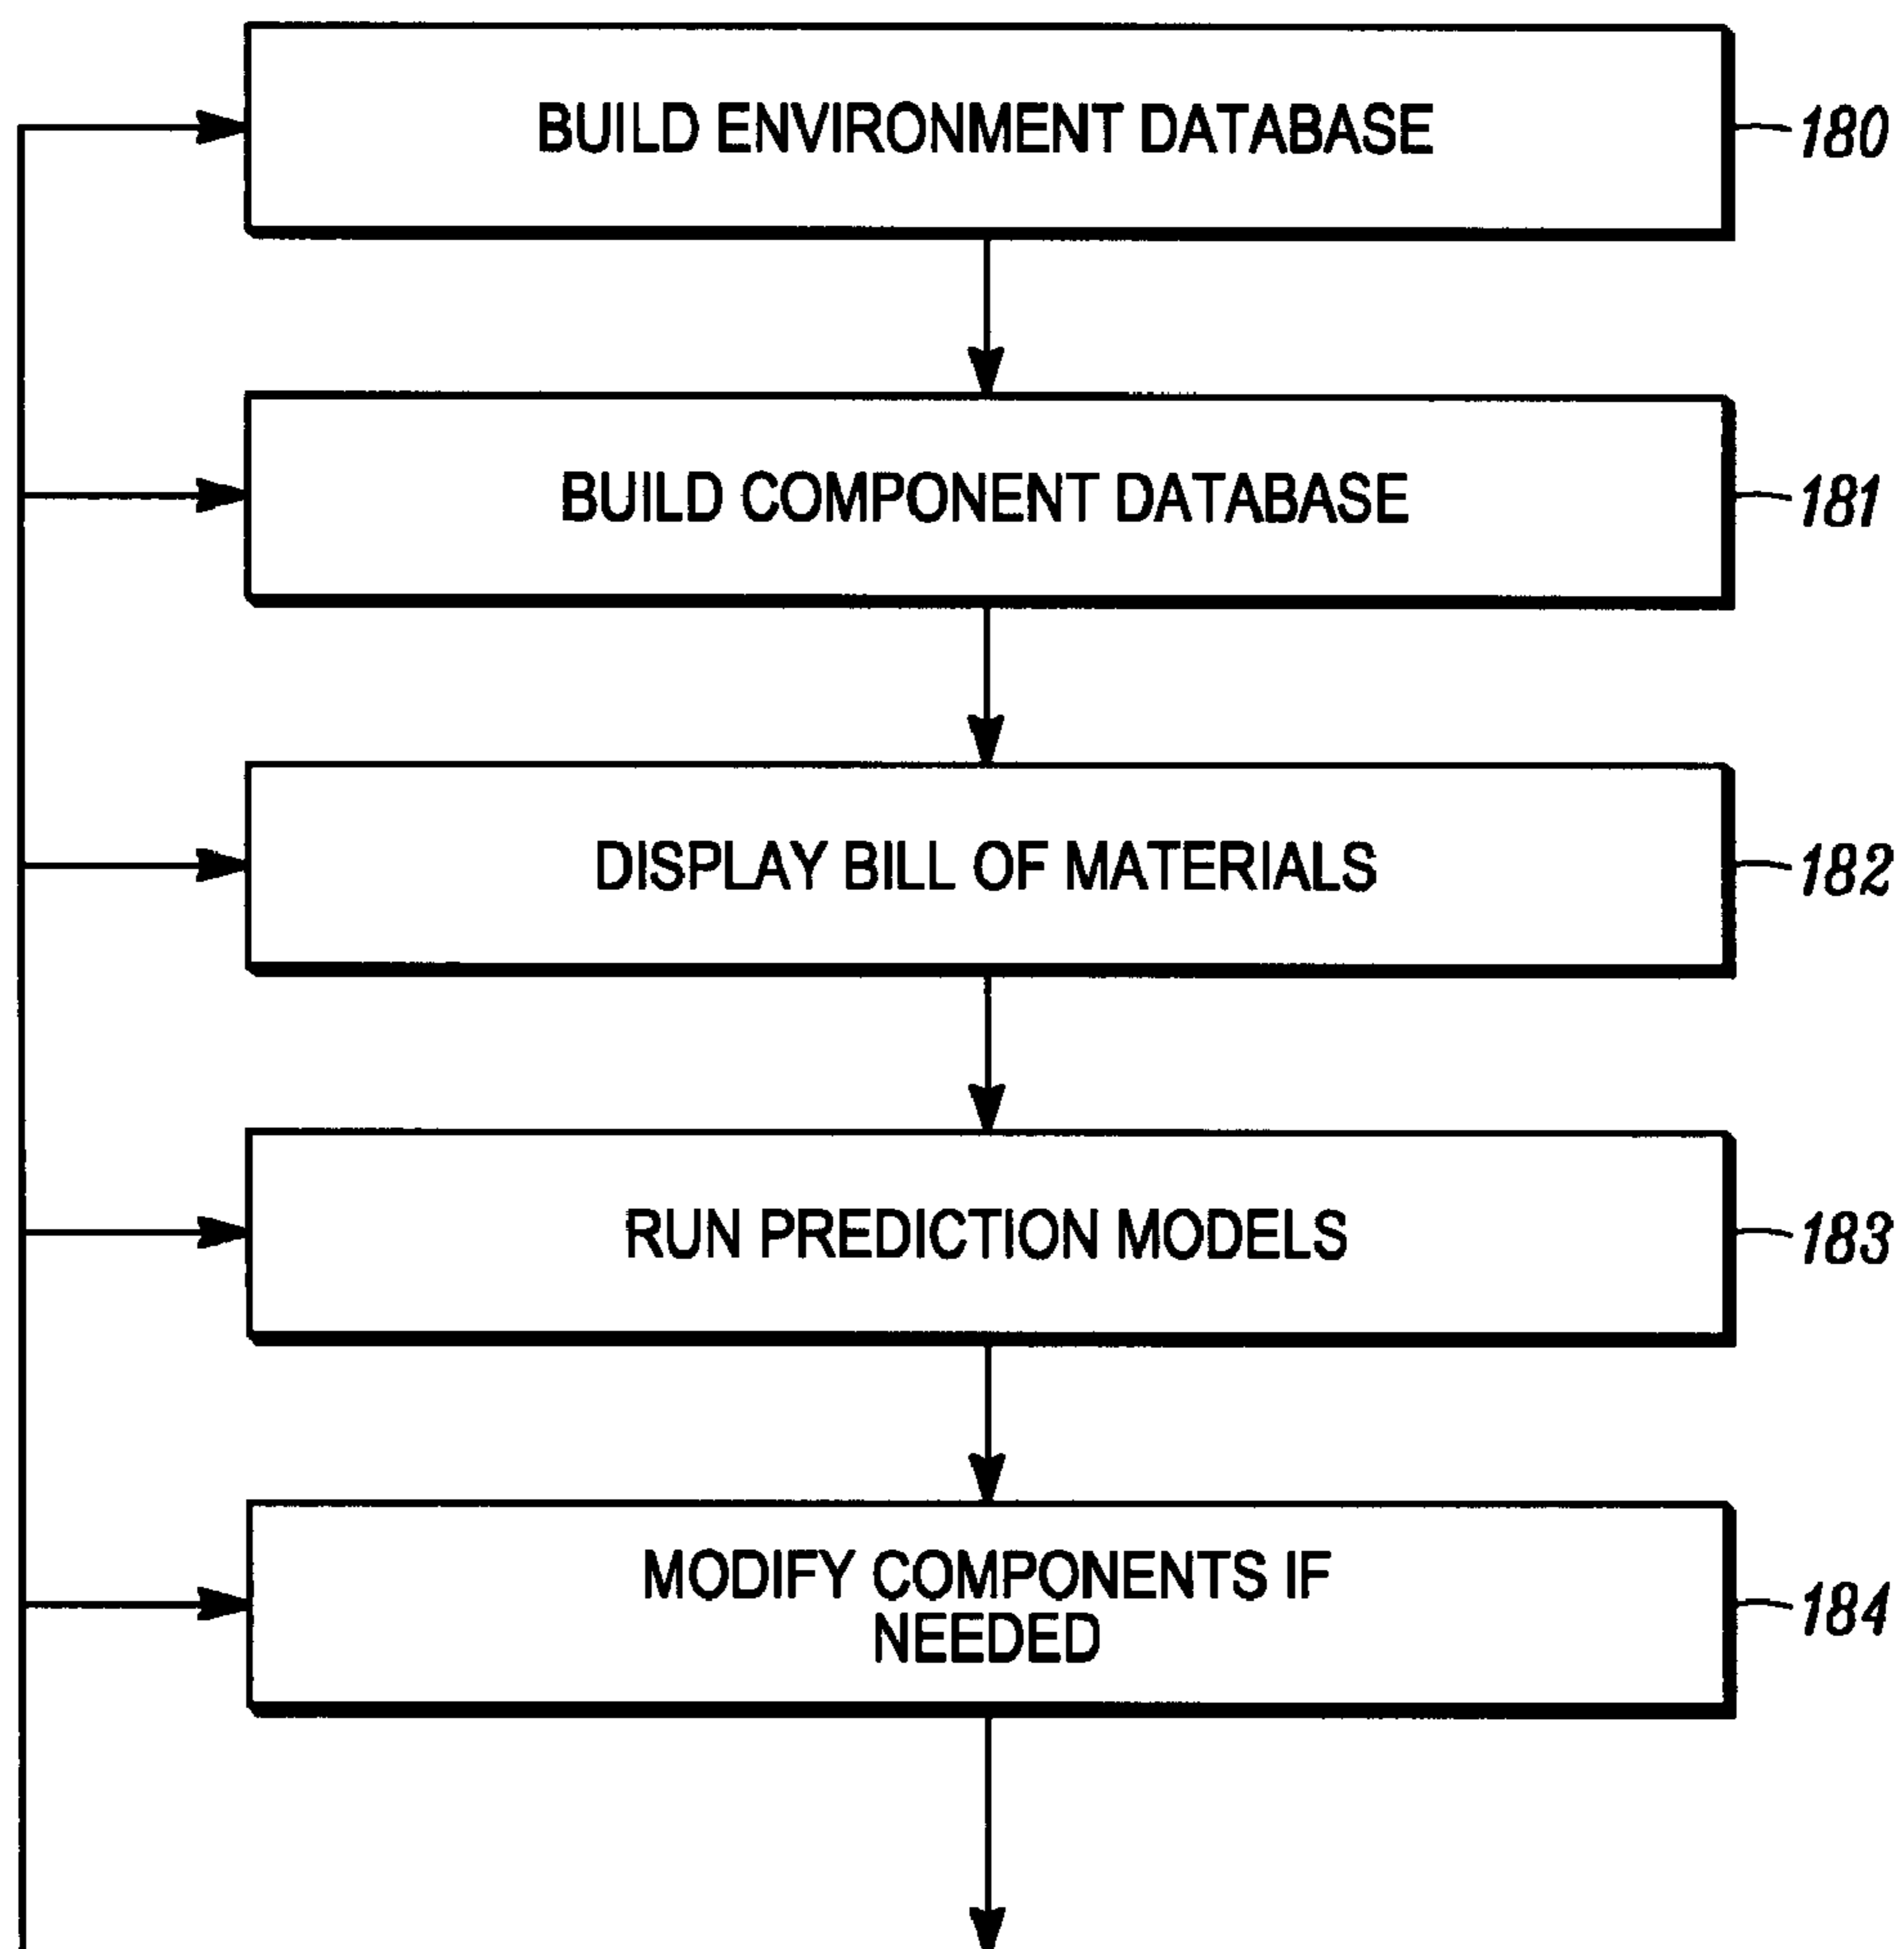 BUILD ENVIRONMENT DATABASE
180
BUILD COMPONENT DATABASE
181
DISPLAY BILL OF MATERIALS
182
RUN PREDICTION MODELS
183
MODIFY COMPONENTS IF
NEEDED
184